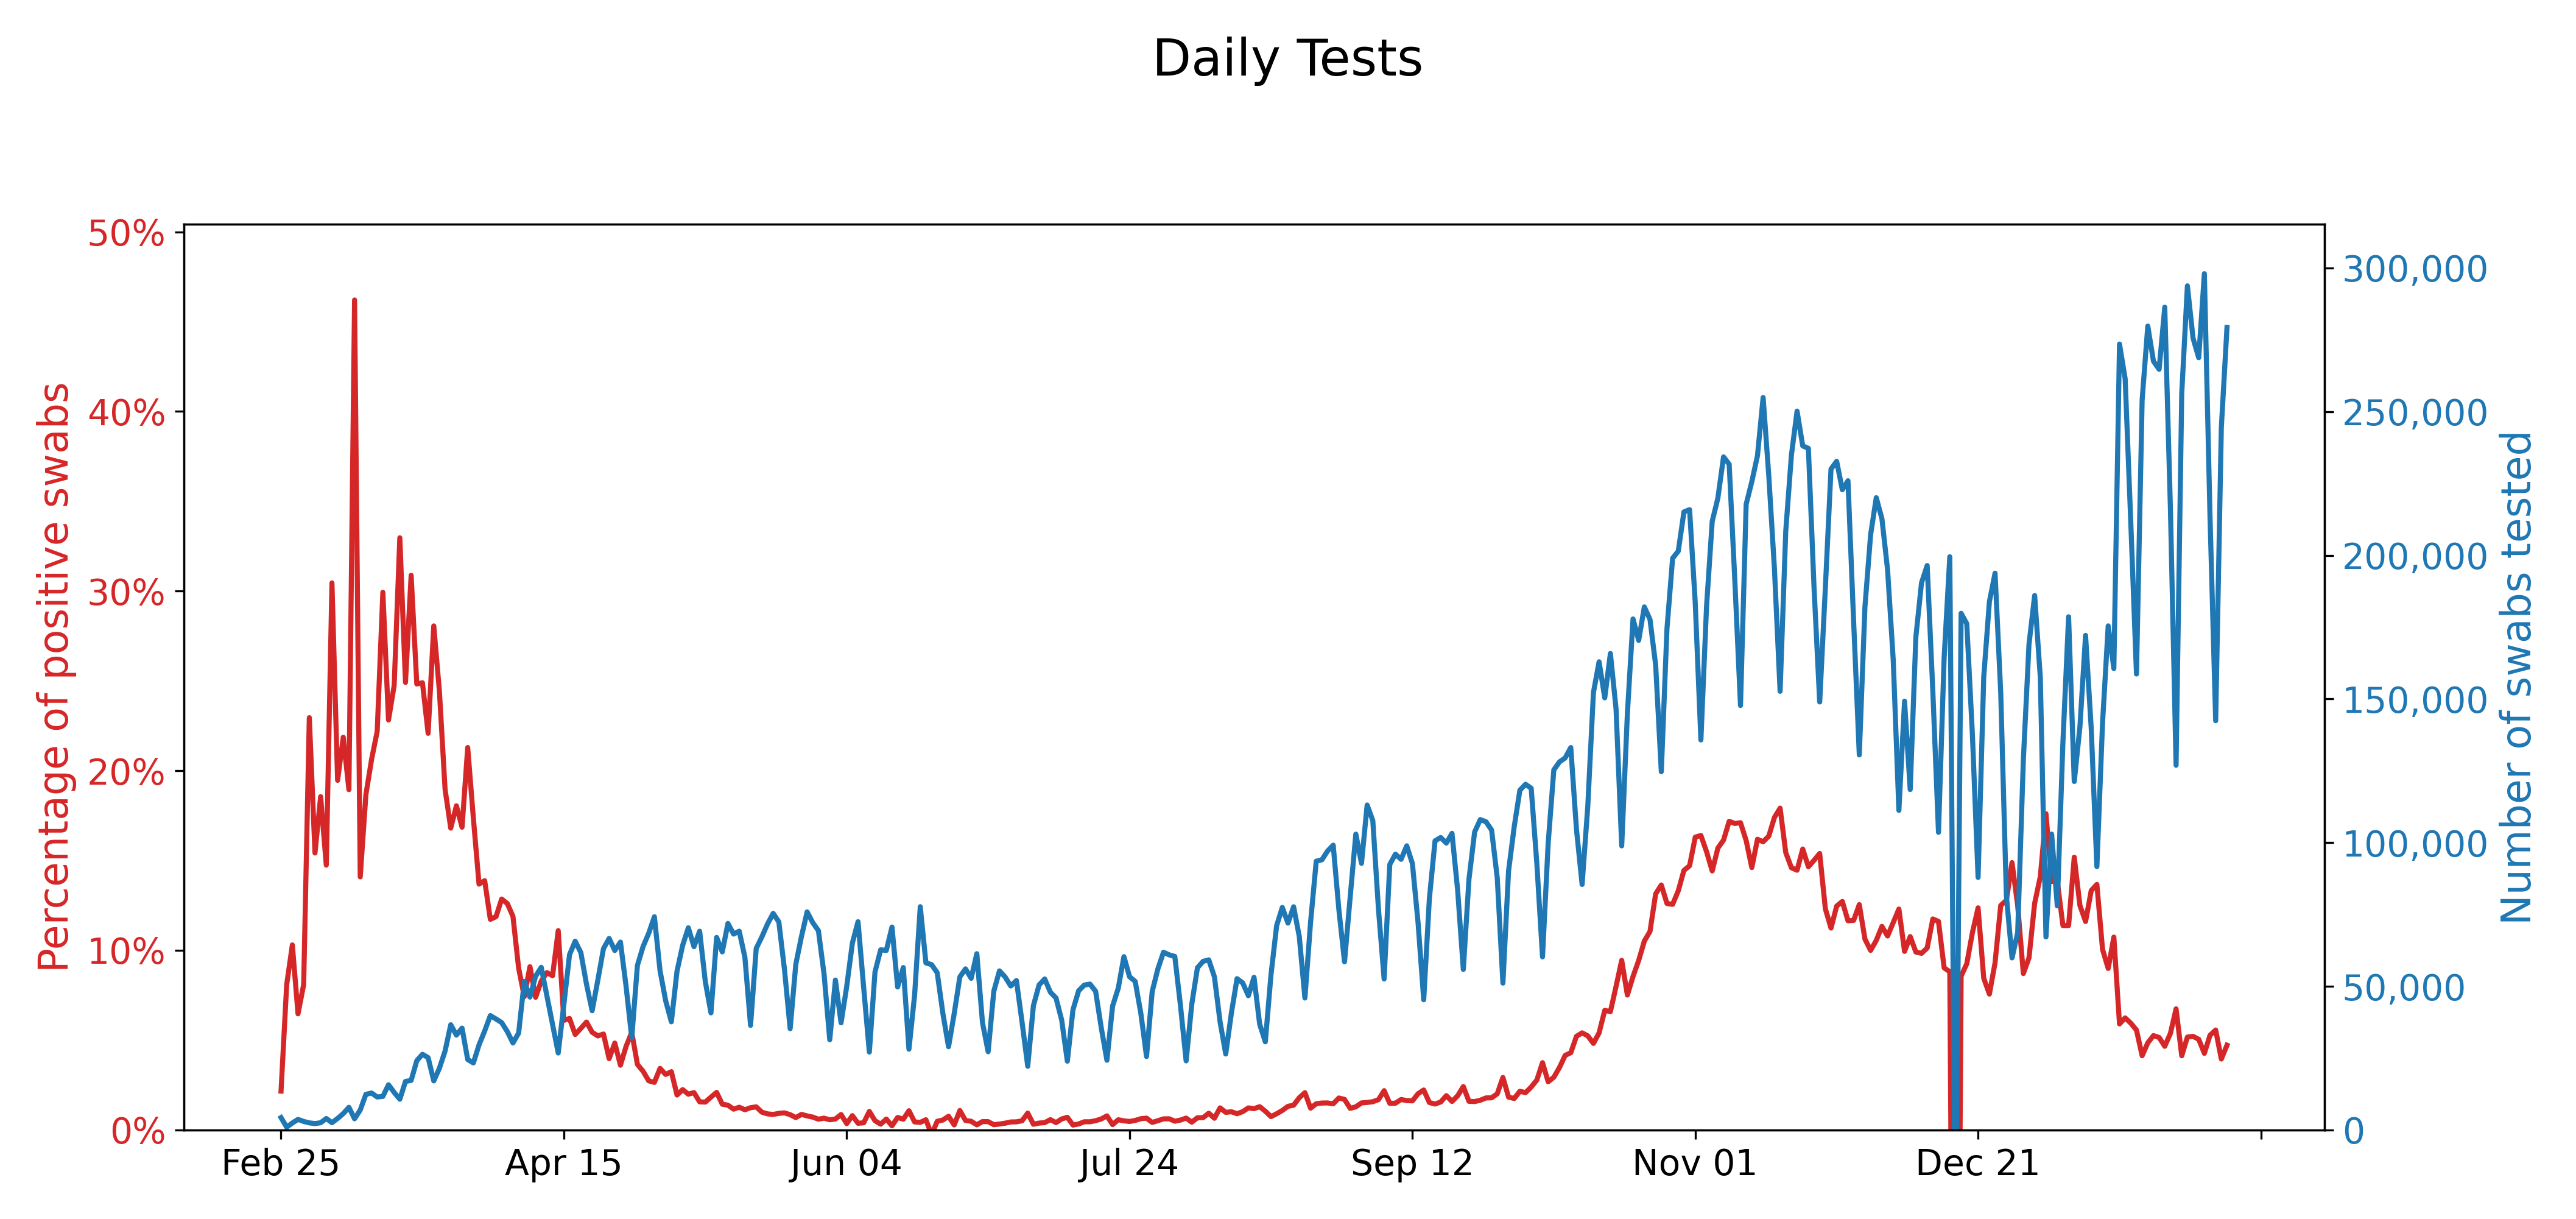 Daily Tests
Percentage of positive swabs
50%
40%
30%
20%
10%
0%
300,000
250,000
200,000
150,000
100,000
50,000
0
Number of swabs tested
Feb 25
Apr 15
Jun 04
Jul 24
Sep 12
Nov 01
Dec 21